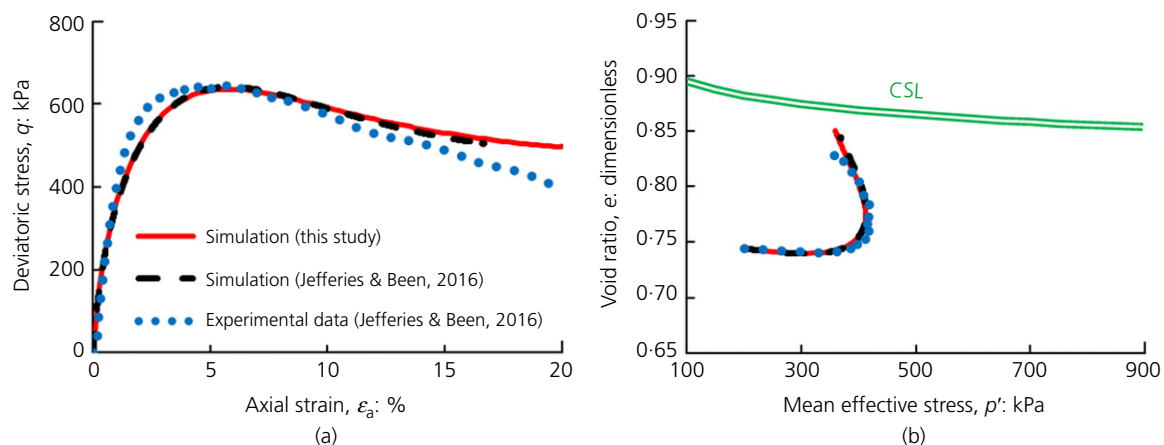 800
600
400
200
0
Deviatoric stress, q: kPa
Simulation (this study)
Simulation (Jefferies & Been, 2016)
Experimental data (Jefferies & Been, 2016)
0 5 10 15 20
Axial strain, εa: %
(a)
0·95
0·90
0·85
0·80
0·75
0·70
0·65
Void ratio, e: dimensionless
CSL
100 300 500 700 900
Mean effective stress, p′: kPa
(b)